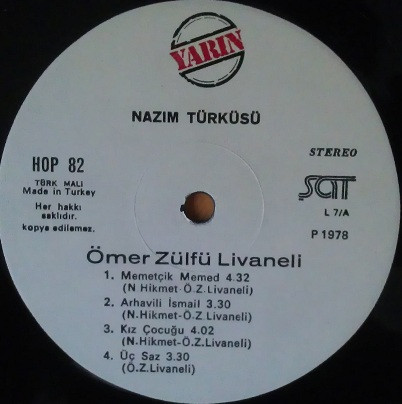 YARIN
NAZIM TÜRKÜSÜ
HOP 82
TÜRK MALI
Made in Turkey
Her hakkı
saklıdır.
kopya edilemez.
STEREO
SAT
L 7/A
P 1978
Ömer Zülfü Livaneli
1. Memetçik Memed 4.32
(N.Hikmet-Ö.Z.Livaneli)
2. Arhavili İsmail 3.30
(N.Hikmet-Ö.Z.Livaneli)
3. Kız Çocuğu 4.02
(N.Hikmet-Ö.Z.Livaneli)
4. Üç Saz 3.30
(Ö.Z.Livaneli)